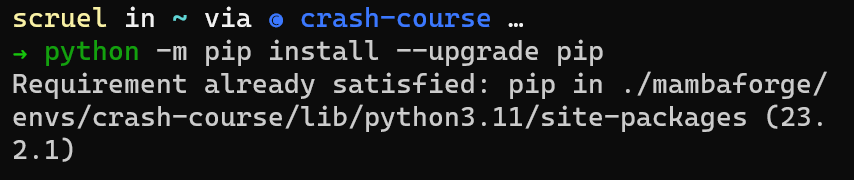 scruel in ~ via ◉ crash-course …
→ python -m pip install --upgrade pip
Requirement already satisfied: pip in ./mambaforge/
envs/crash-course/lib/python3.11/site-packages (23.
2.1)